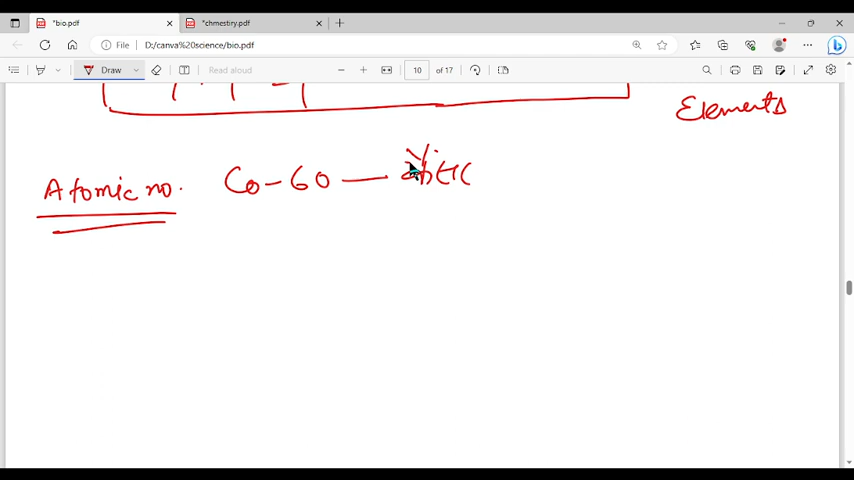 *bio.pdf
*chmestiry.pdf
File
D:/canva%20science/bio.pdf
Draw
Read aloud
10
of 17
Elements
Atomic no. Co-60 —